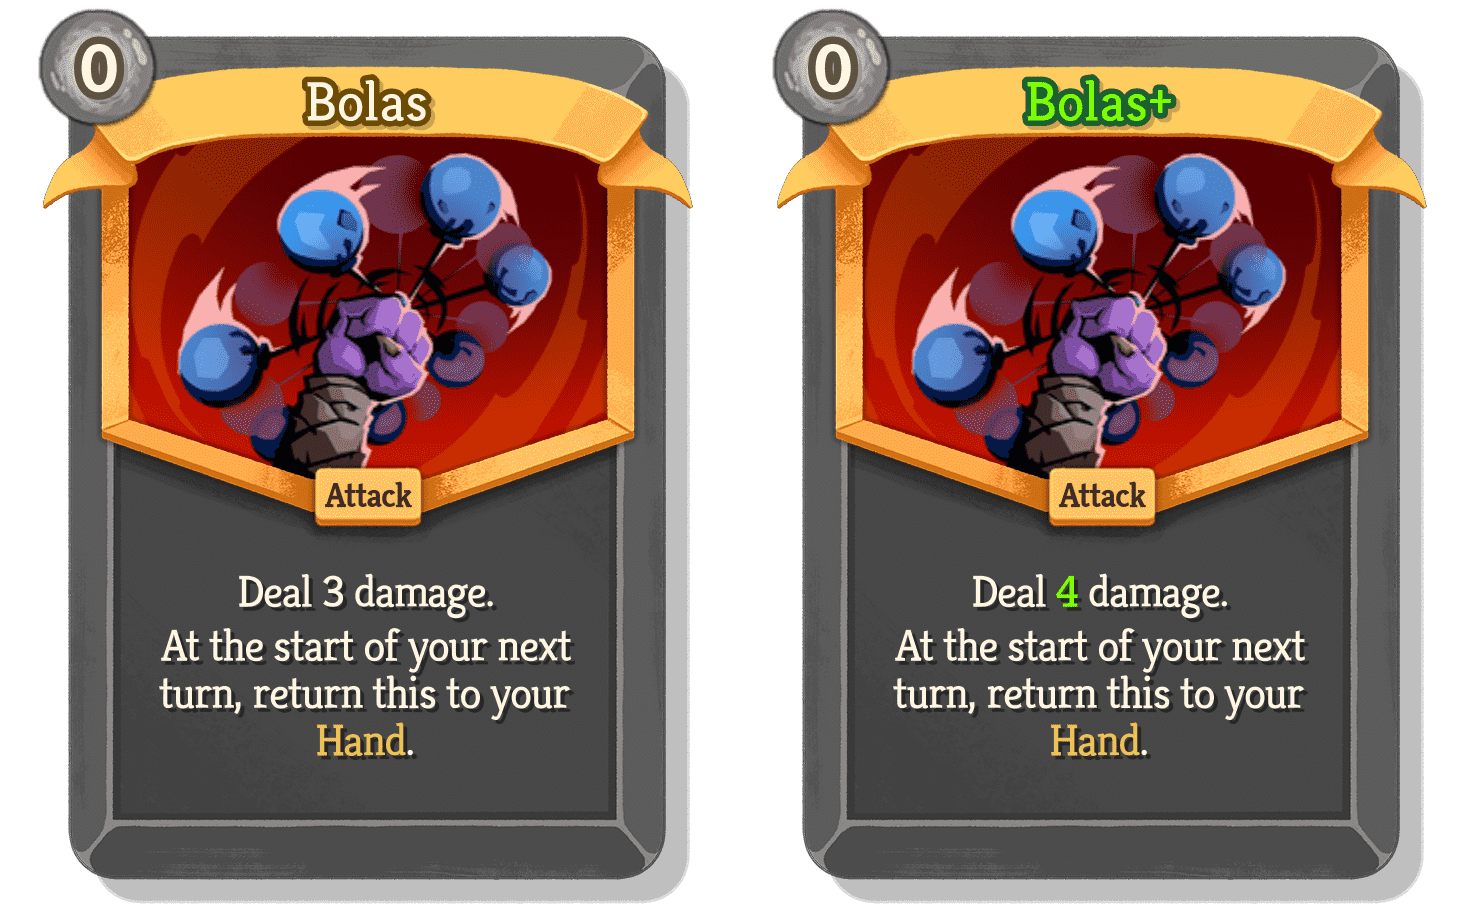 0
Bolas
Attack
Deal 3 damage.
At the start of your next
turn, return this to your
Hand.
0
Bolas+
Attack
Deal 4 damage.
At the start of your next
turn, return this to your
Hand.